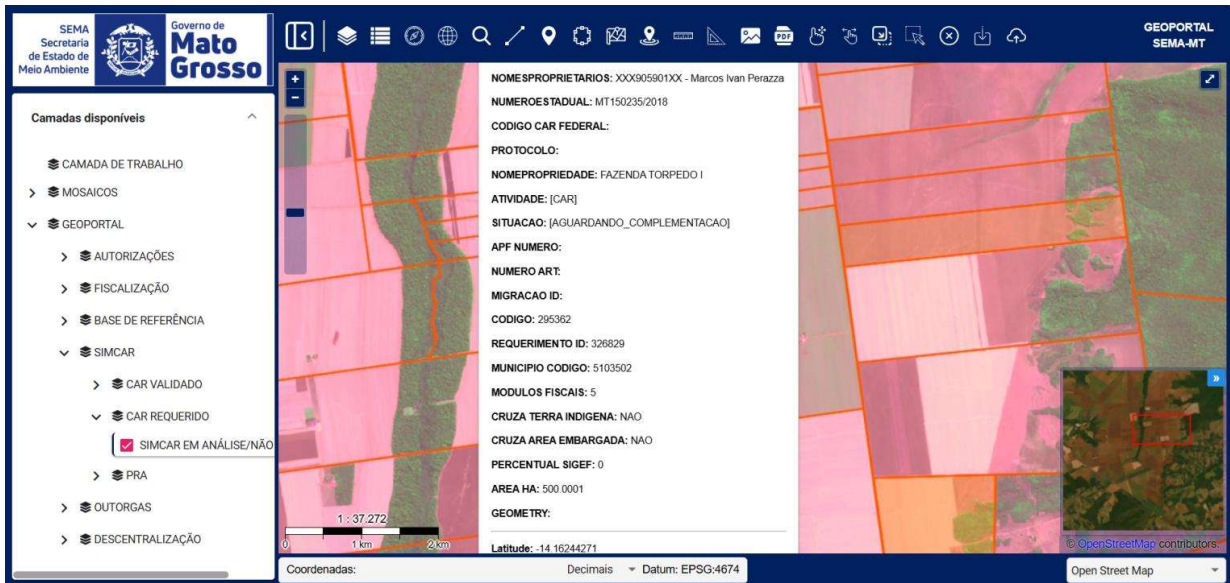 SEMA
Secretaria
de Estado de
Meio Ambiente
Governo de
Mato
Grosso
PDF
GEOPORTAL
SEMA-MT
Camadas disponíveis
CAMADA DE TRABALHO
MOSAICOS
GEOPORTAL
AUTORIZAÇÕES
FISCALIZAÇÃO
BASE DE REFERÊNCIA
SIMCAR
CAR VALIDADO
CAR REQUERIDO
SIMCAR EM ANÁLISE/NÃO
PRA
OUTORGAS
DESCENTRALIZAÇÃO
+
-
NOMESPROPRIETARIOS: XXX905901XX - Marcos Ivan Perazza
NUMEROESTADUAL: MT150235/2018
CODIGO CAR FEDERAL:
PROTOCOLO:
NOMEPROPRIEDADE: FAZENDA TORPEDO I
ATIVIDADE: [CAR]
SITUACAO: [AGUARDANDO_COMPLEMENTACAO]
APF NUMERO:
NUMERO ART:
MIGRACAO ID:
CODIGO: 295362
REQUERIMENTO ID: 326829
MUNICIPIO CODIGO: 5103502
MODULOS FISCAIS: 5
CRUZA TERRA INDIGENA: NAO
CRUZA AREA EMBARGADA: NAO
PERCENTUAL SIGEF: 0
AREA HA: 500.0001
GEOMETRY:
Latitude: -14.16244271
1 : 37.272
0 1 km 2 km
»
© OpenStreetMap contributors.
Coordenadas: Decimais Datum: EPSG:4674
Open Street Map